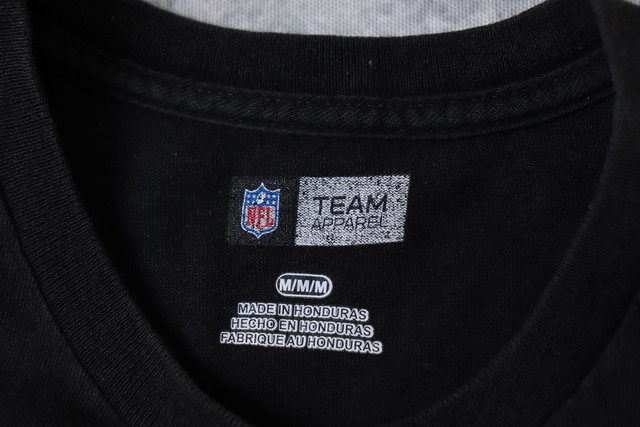 NFL
TEAM
APPAREL
M/M/M
MADE IN HONDURAS
HECHO EN HONDURAS
FABRIQUE AU HONDURAS